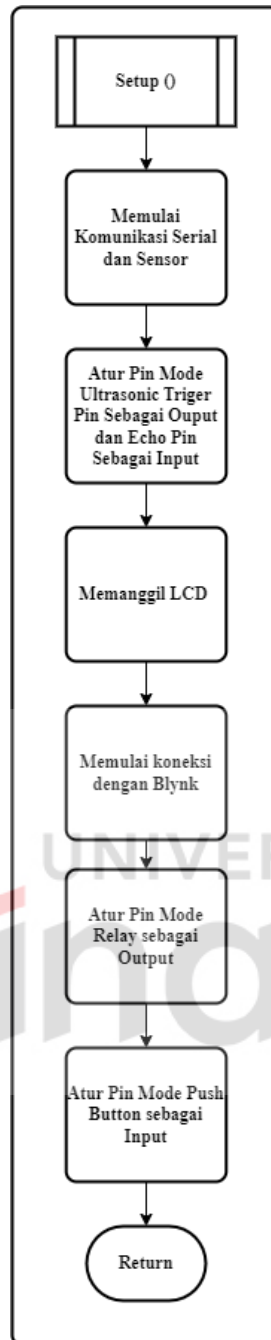 Setup ()
Memulai
Komunikasi Serial
dan Sensor
Atur Pin Mode
Ultrasonic Triger
Pin Sebagai Ouput
dan Echo Pin
Sebagai Input
Memanggil LCD
Memulai koneksi
dengan Blynk
UNIVER
ina
Atur Pin Mode
Relay sebagai
Output
Atur Pin Mode Push
Button sebagai
Input
Return